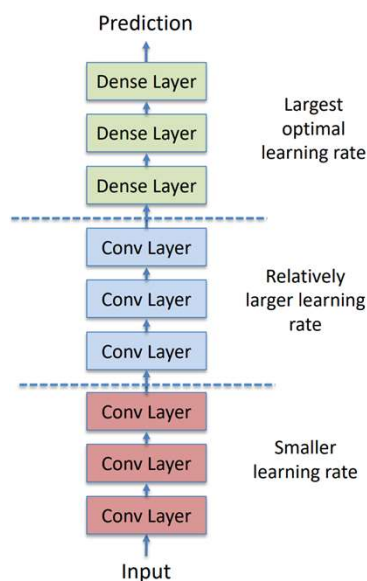 Prediction
Dense Layer
Dense Layer
Dense Layer
Largest
optimal
learning rate
Conv Layer
Conv Layer
Conv Layer
Relatively
larger learning
rate
Conv Layer
Conv Layer
Conv Layer
Smaller
learning rate
Input